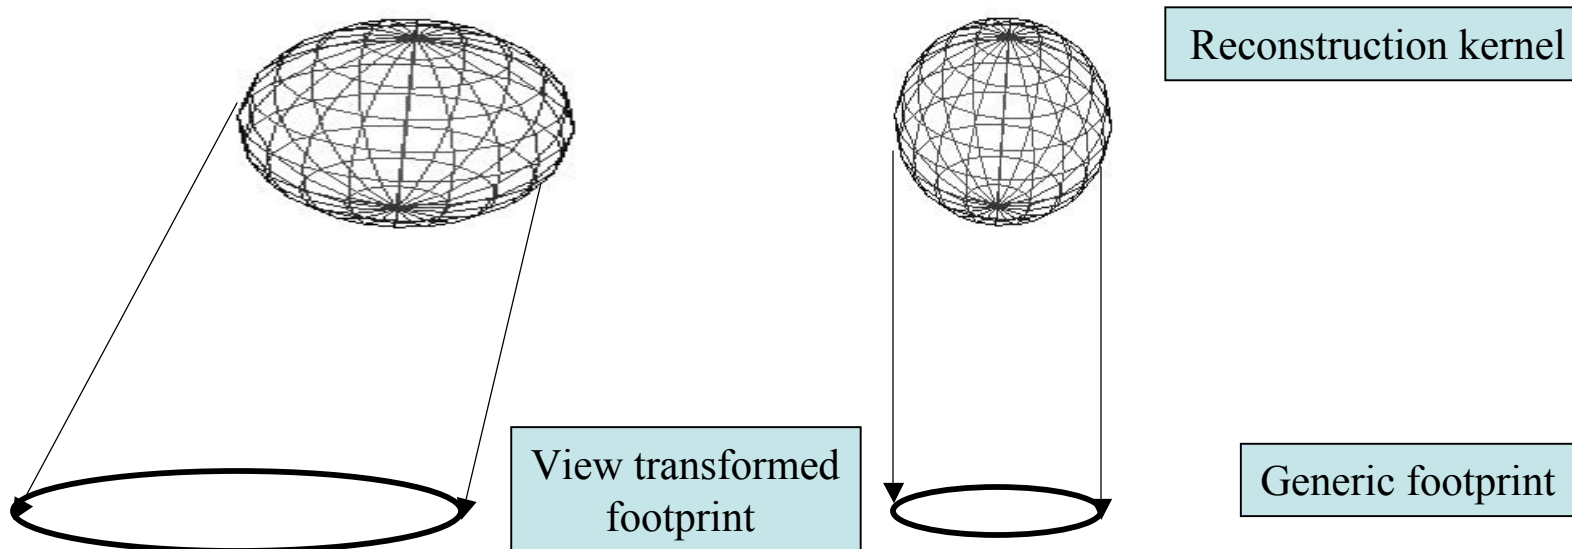 Reconstruction kernel
View transformed
footprint
Generic footprint